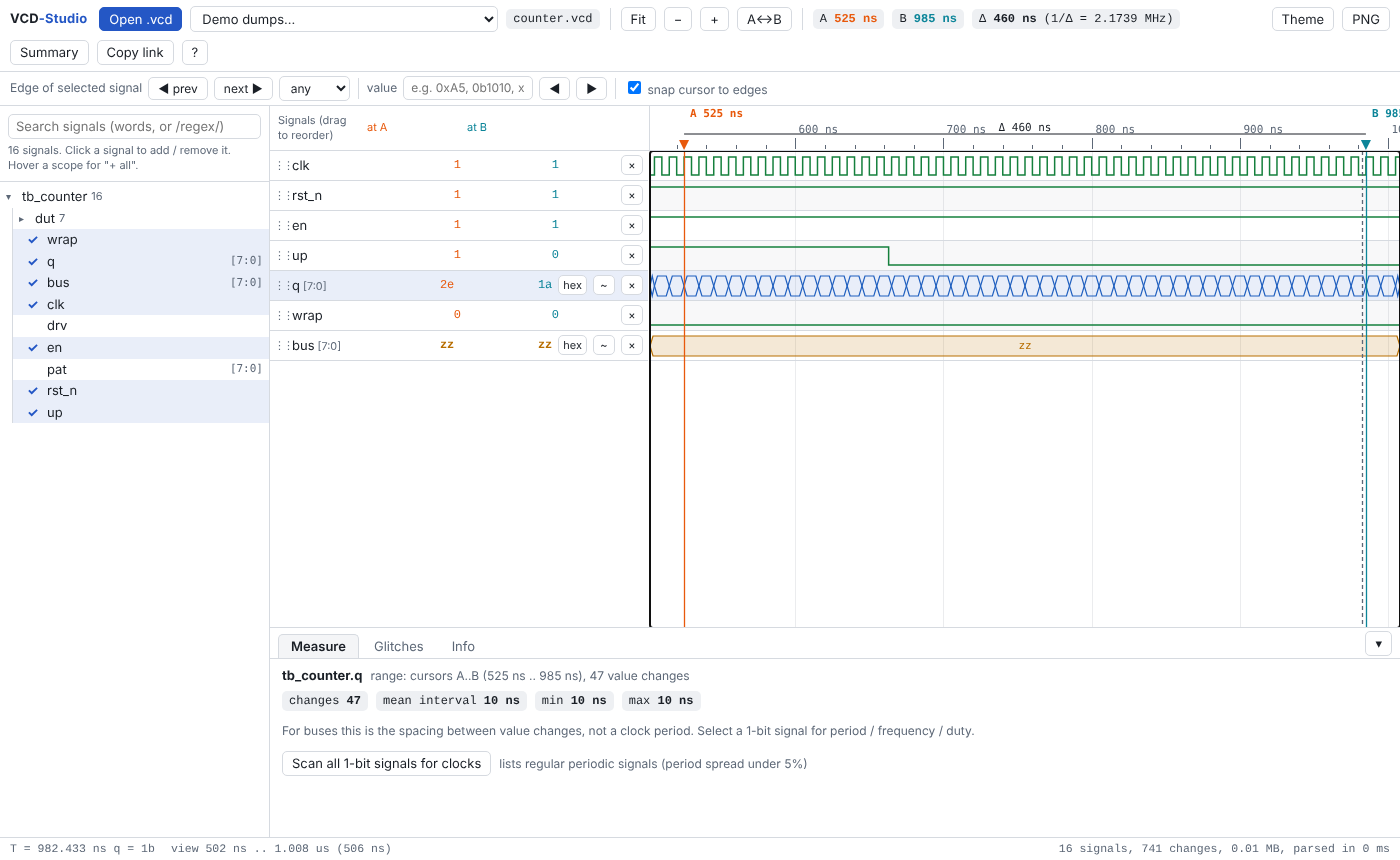 VCD-Studio Open .vcd Demo dumps... counter.vcd Fit − + A↔B A 525 ns B 985 ns Δ 460 ns (1/Δ = 2.1739 MHz) Theme PNG
Summary Copy link ?
Edge of selected signal ◀ prev next ▶ any value e.g. 0xA5, 0b1010, x ◀ ▶ snap cursor to edges
Search signals (words, or /regex/)
16 signals. Click a signal to add / remove it.
Hover a scope for "+ all".
▾ tb_counter 16
▸ dut 7
✓ wrap
✓ q [7:0]
✓ bus [7:0]
✓ clk
drv
✓ en
pat [7:0]
✓ rst_n
✓ up
Signals (drag
to reorder) at A at B
clk 1 1 ×
rst_n 1 1 ×
en 1 1 ×
up 1 0 ×
q [7:0] 2e 1a hex ~ ×
wrap 0 0 ×
bus [7:0] zz zz hex ~ ×
A 525 ns B 985
600 ns 700 ns Δ 460 ns 800 ns 900 ns
zz
Measure Glitches Info ▼
tb_counter.q range: cursors A..B (525 ns .. 985 ns), 47 value changes
changes 47 mean interval 10 ns min 10 ns max 10 ns
For buses this is the spacing between value changes, not a clock period. Select a 1-bit signal for period / frequency / duty.
Scan all 1-bit signals for clocks lists regular periodic signals (period spread under 5%)
T = 982.433 ns q = 1b view 502 ns .. 1.008 us (506 ns) 16 signals, 741 changes, 0.01 MB, parsed in 0 ms